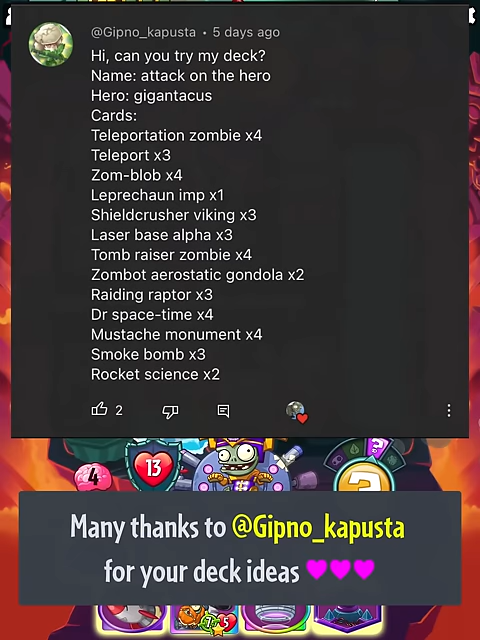 @Gipno_kapusta • 5 days ago
Hi, can you try my deck?
Name: attack on the hero
Hero: gigantacus
Cards:
Teleportation zombie x4
Teleport x3
Zom-blob x4
Leprechaun imp x1
Shieldcrusher viking x3
Laser base alpha x3
Tomb raiser zombie x4
Zombot aerostatic gondola x2
Raiding raptor x3
Dr space-time x4
Mustache monument x4
Smoke bomb x3
Rocket science x2
2
4
13
Many thanks to @Gipno_kapusta
for your deck ideas
5